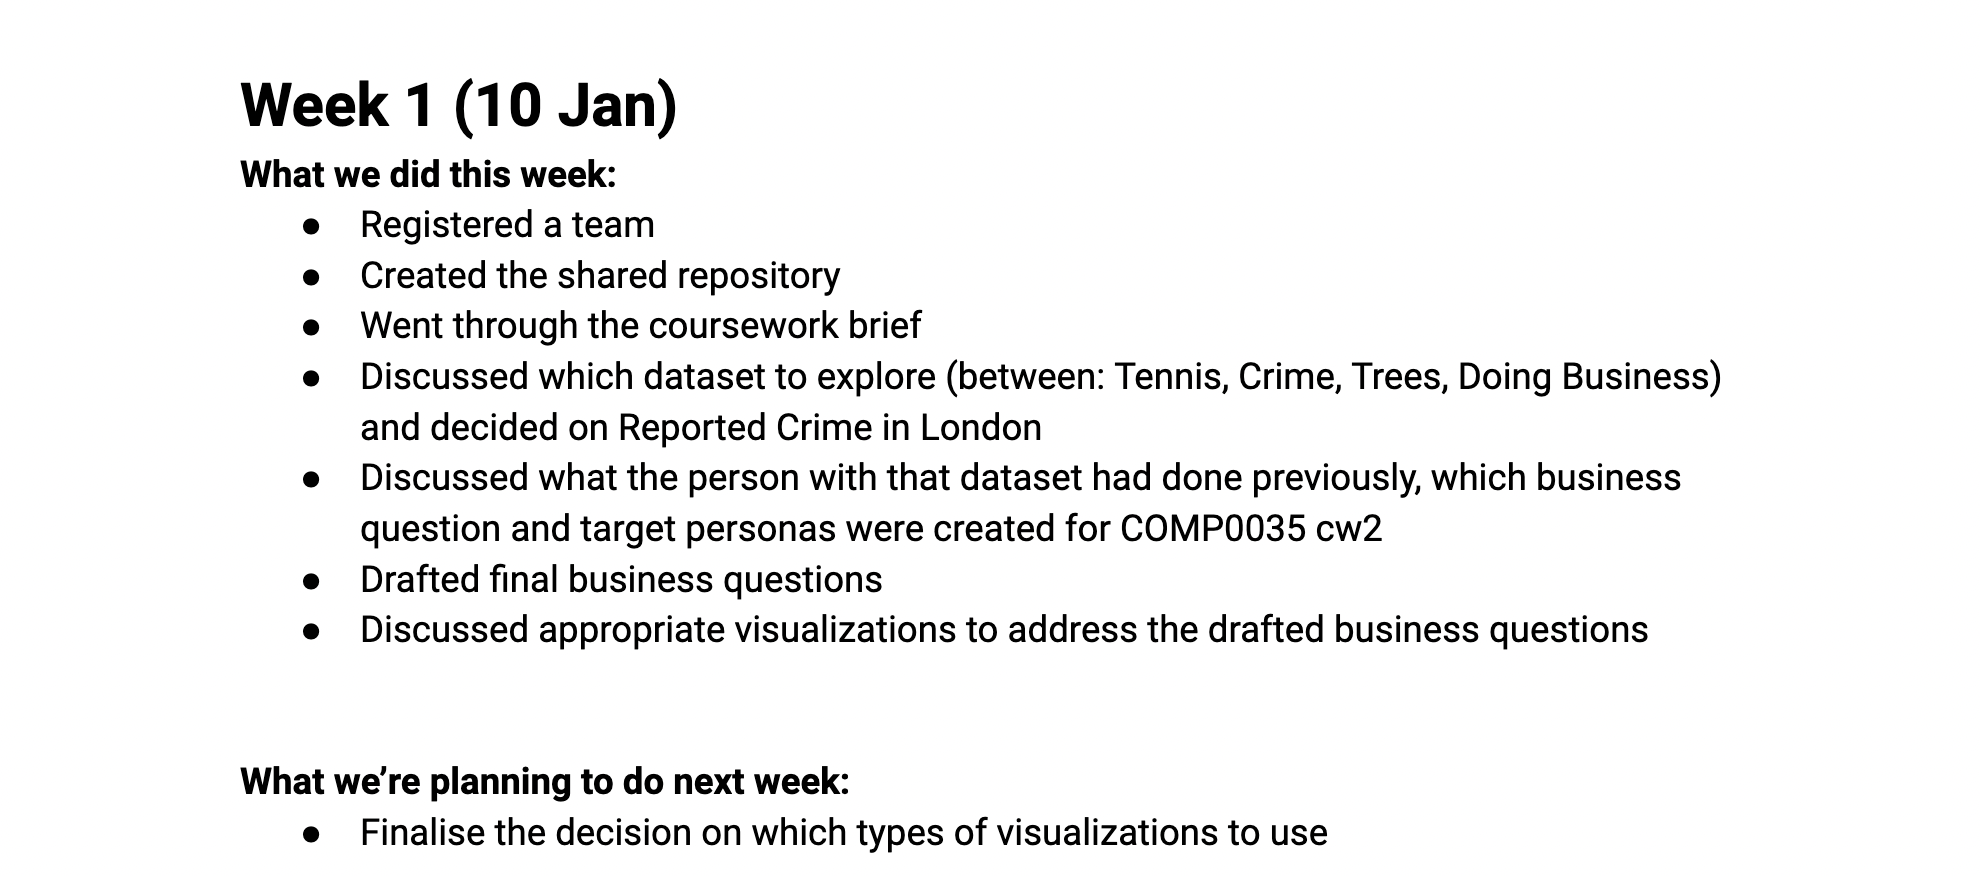 Week 1 (10 Jan)
What we did this week:
● Registered a team
● Created the shared repository
● Went through the coursework brief
● Discussed which dataset to explore (between: Tennis, Crime, Trees, Doing Business)
and decided on Reported Crime in London
● Discussed what the person with that dataset had done previously, which business
question and target personas were created for COMP0035 cw2
● Drafted final business questions
● Discussed appropriate visualizations to address the drafted business questions
What we’re planning to do next week:
● Finalise the decision on which types of visualizations to use